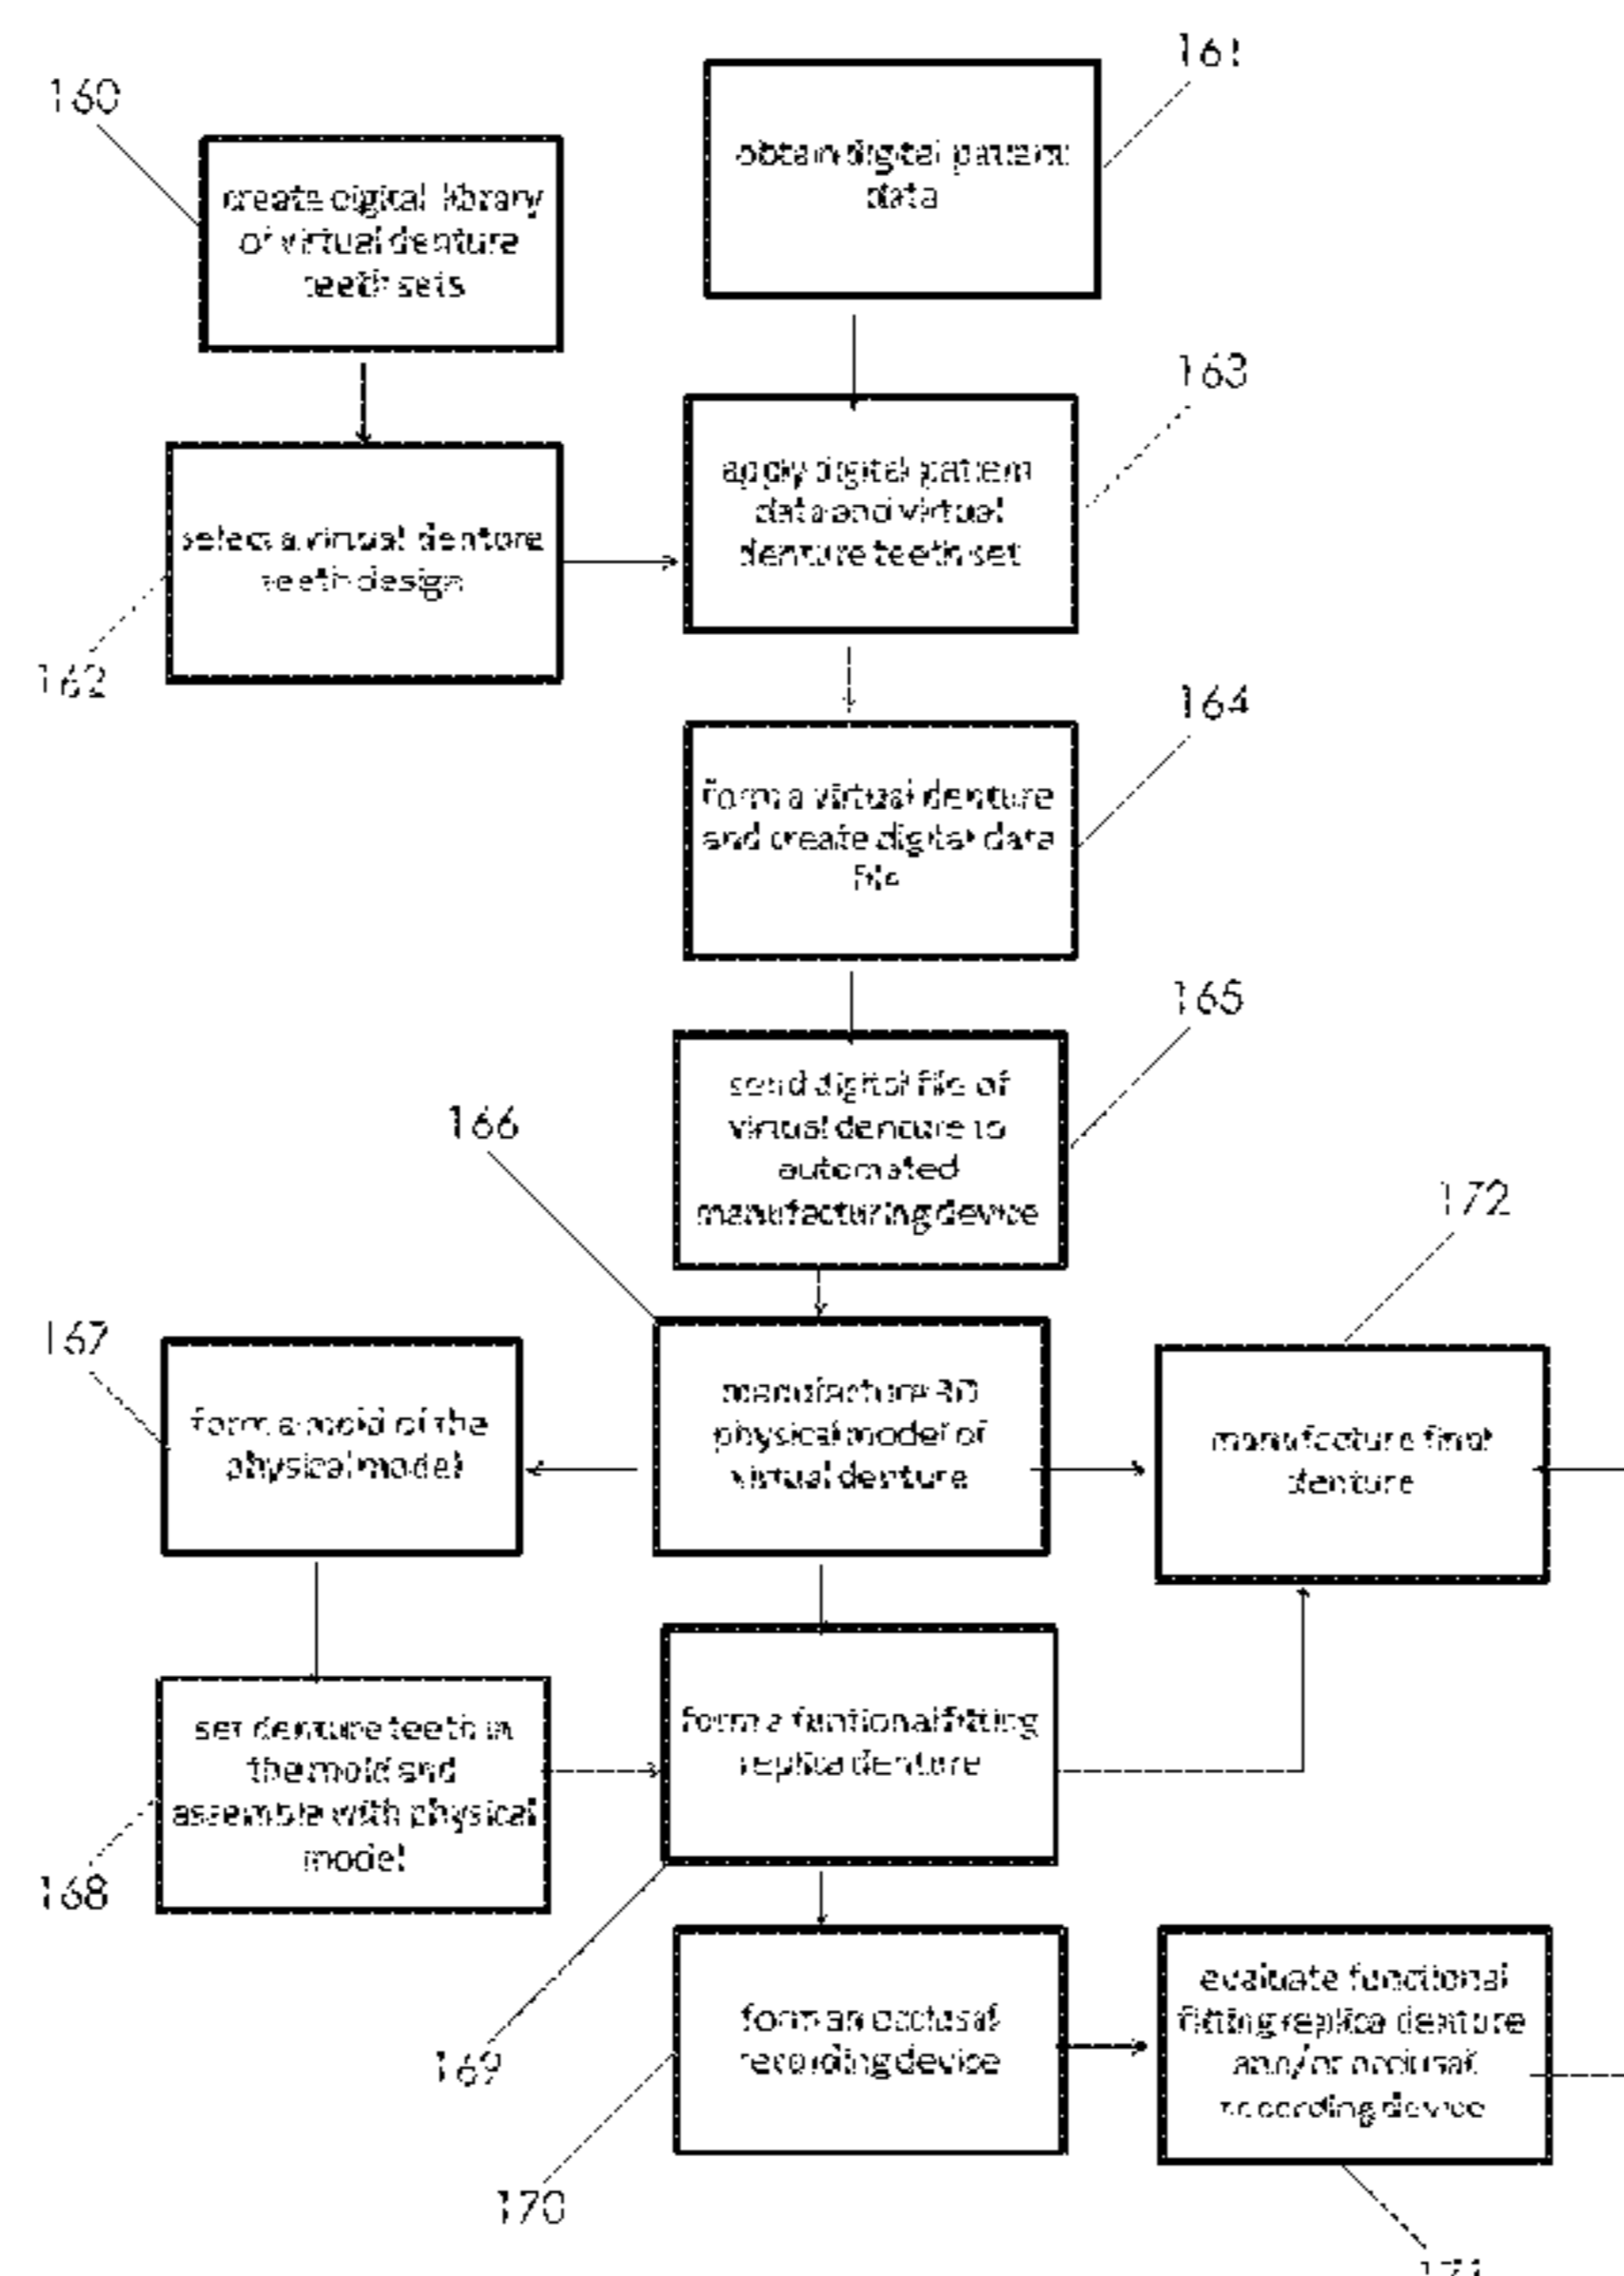 160
161
create digital library
of virtual denture
teeth sets
obtain digital patient
data
163
select a virtual denture
teeth design
apply digital patient
data and virtual
denture teeth set
162
164
form a virtual denture
and create digital data
file
165
send digital file of
virtual denture to
automated
manufacturing device
166
172
167
form a mold of the
physical model
manufacture 3D
physical model of
virtual denture
manufacture final
denture
set denture teeth in
the mold and
assemble with physical
model
form a funtional fitting
replica denture
168
169
form an occlusal
recording device
evaluate functional
fitting replica denture
and/or occlusal
recording device
170
171